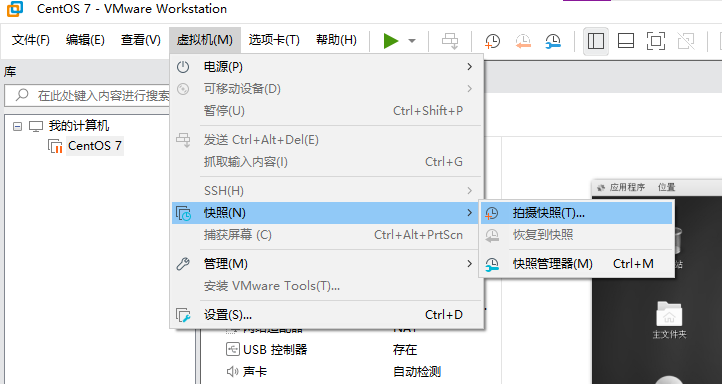 CentOS 7 - VMware Workstation
文件(F) 编辑(E) 查看(V) 虚拟机(M) 选项卡(T) 帮助(H)
库
在此处键入内容进行搜索
我的计算机
CentOS 7
电源(P)
可移动设备(D)
暂停(U) Ctrl+Shift+P
发送 Ctrl+Alt+Del(E)
抓取输入内容(I) Ctrl+G
SSH(H)
快照(N)
捕获屏幕 (C) Ctrl+Alt+PrtScn
管理(M)
安装 VMware Tools(T)...
设置(S)... Ctrl+D
拍摄快照(T)...
恢复到快照
快照管理器(M) Ctrl+M
应用程序 位置
站
主文件夹
网络适配器 NAT
USB 控制器 存在
声卡 自动检测